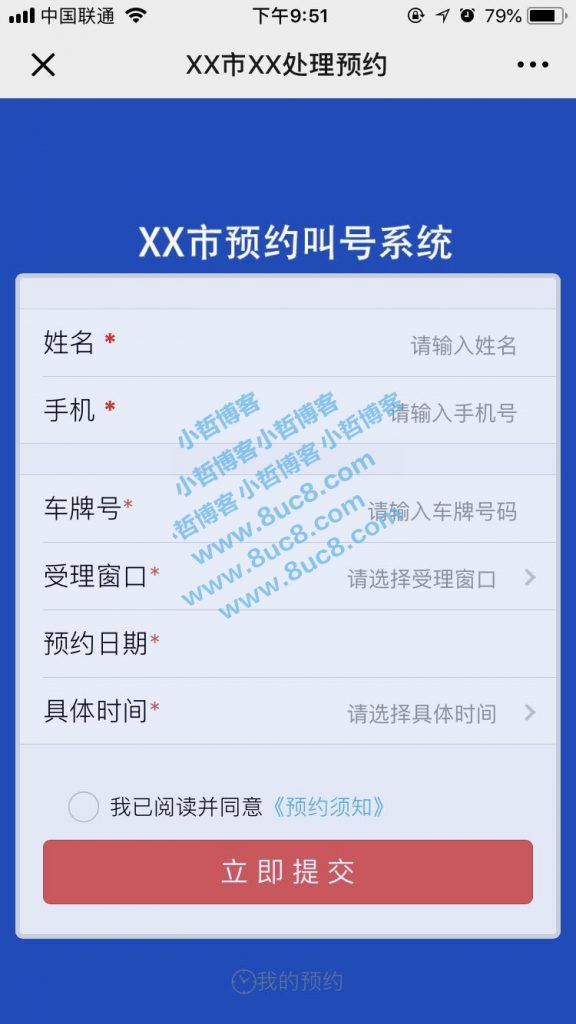 中国联通 下午9:51 79%
XX市XX处理预约
XX市预约叫号系统
姓名 * 请输入姓名
手机 * 请输入手机号
小哲博客
小哲博客小哲博客
小哲博客 小哲博客 小哲博客
www.8uc8.com
www.8uc8.com
www.8uc8.com
车牌号* 请输入车牌号码
受理窗口* 请选择受理窗口
预约日期*
具体时间* 请选择具体时间
我已阅读并同意《预约须知》
立即提交
我的预约